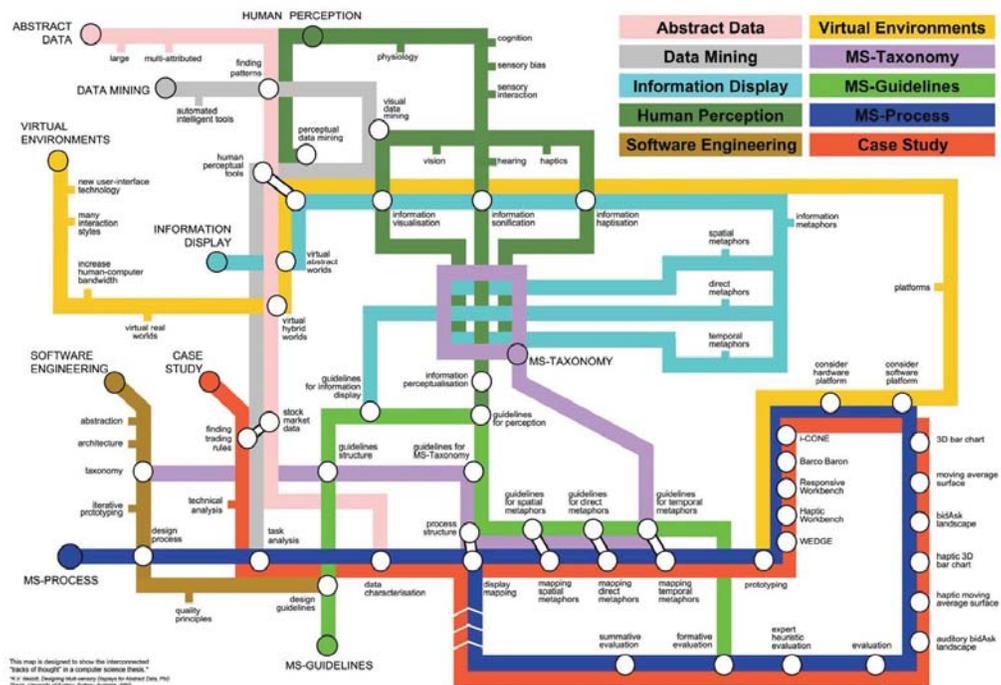 ABSTRACT
DATA
large
multi-attributed
finding
patterns
HUMAN PERCEPTION
physiology
cognition
sensory bias
sensory
interaction
Abstract Data
Data Mining
Information Display
Human Perception
Software Engineering
Virtual Environments
MS-Taxonomy
MS-Guidelines
MS-Process
Case Study
DATA MINING
automated
intelligent tools
visual
data
mining
perceptual
data mining
VIRTUAL
ENVIRONMENTS
human
perceptual
tools
vision
hearing
haptics
new user-interface
technology
many
interaction
styles
increase
human-computer
bandwidth
virtual real
worlds
INFORMATION
DISPLAY
virtual
abstract
worlds
virtual
hybrid
worlds
information
visualisation
information
sonification
information
haptisation
information
metaphors
spatial
metaphors
direct
metaphors
temporal
metaphors
platforms
MS-TAXONOMY
SOFTWARE
ENGINEERING
CASE
STUDY
guidelines
for information
display
information
perceptualisation
guidelines
for perception
consider
hardware
platform
consider
software
platform
abstraction
architecture
taxonomy
iterative
prototyping
finding
trading
rules
stock
market
data
guidelines
structure
guidelines for
MS-Taxonomy
technical
analysis
design
process
task
analysis
process
structure
guidelines
for spatial
metaphors
guidelines
for direct
metaphors
guidelines
for temporal
metaphors
i-CONE
Barco Baron
Responsive
Workbench
Haptic
Workbench
WEDGE
3D bar chart
moving average
surface
bidAsk
landscape
haptic 3D
bar chart
haptic moving
average surface
auditory bidAsk
landscape
MS-PROCESS
quality
principles
design
guidelines
data
characterisation
display
mapping
mapping
spatial
metaphors
mapping
direct
metaphors
mapping
temporal
metaphors
prototyping
MS-GUIDELINES
summative
evaluation
formative
evaluation
expert
heuristic
evaluation
evaluation
This map is designed to show the interconnected
"tracks of thought" in a computer science thesis.*
Designing Multi-sensory Displays for Abstract Data, PhD